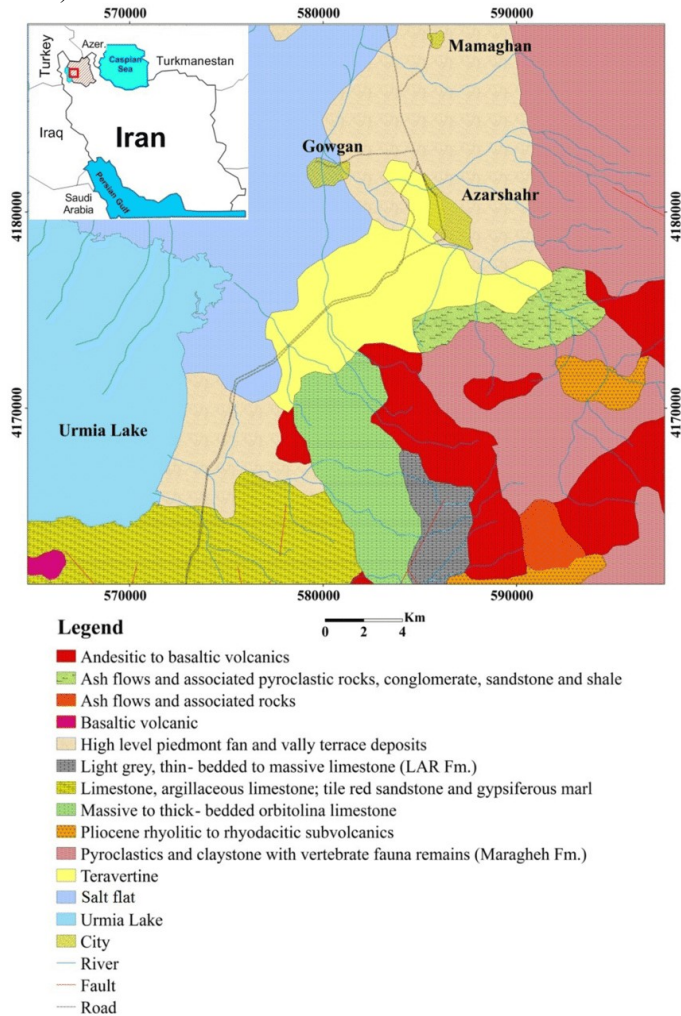 570000 580000 590000
Mamaghan
Turkey
Azer.
Caspian
Sea
Turkmanestan
Iraq
Iran
Persian Gulf
Saudi
Arabia
Gowgan
Azarshahr
4180000
4180000
4170000
4170000
Urmia Lake
570000 580000 590000
0 2 4 Km
Legend
Andesitic to basaltic volcanics
Ash flows and associated pyroclastic rocks, conglomerate, sandstone and shale
Ash flows and associated rocks
Basaltic volcanic
High level piedmont fan and vally terrace deposits
Light grey, thin- bedded to massive limestone (LAR Fm.)
Limestone, argillaceous limestone; tile red sandstone and gypsiferous marl
Massive to thick- bedded orbitolina limestone
Pliocene rhyolitic to rhyodacitic subvolcanics
Pyroclastics and claystone with vertebrate fauna remains (Maragheh Fm.)
Teravertine
Salt flat
Urmia Lake
City
River
Fault
Road